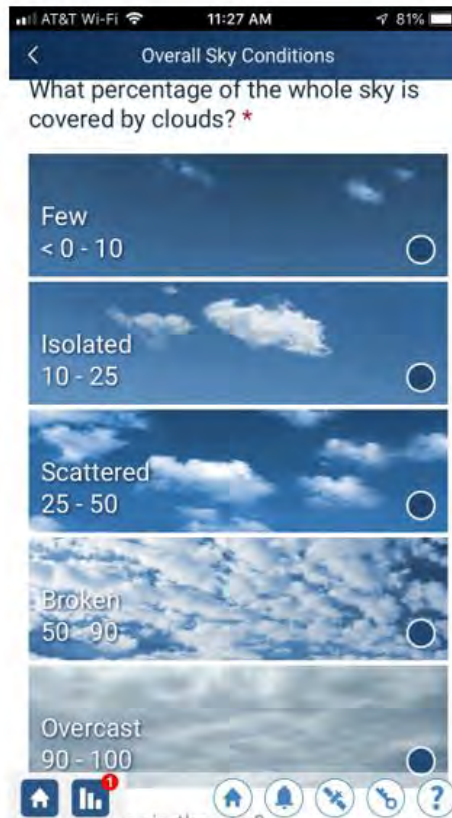 AT&T Wi-Fi 11:27 AM 81%
Overall Sky Conditions
What percentage of the whole sky is
covered by clouds? *
Few
< 0 - 10
Isolated
10 - 25
Scattered
25 - 50
Broken
50 - 90
Overcast
90 - 100
1
?